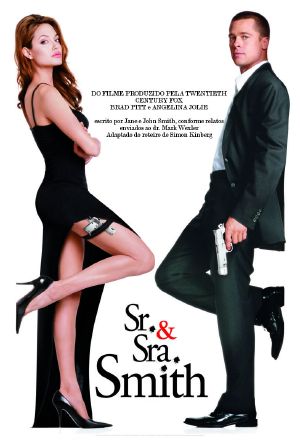 DO FILME PRODUZIDO PELA TWENTIETH
CENTURY FOX,
BRAD PITT e ANGELINA JOLIE
escrito por Jane e John Smith, conforme relatos
enviados ao dr. Mark Wexler
Adaptado do roteiro de Simon Kinberg
Sr. &
Sra.
Smith